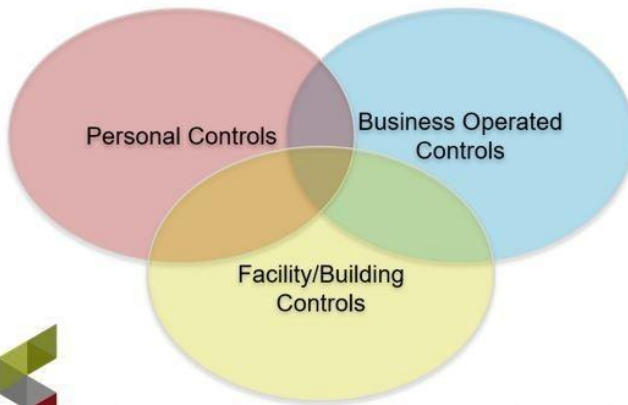 Personal Controls
Business Operated
Controls
Facility/Building
Controls